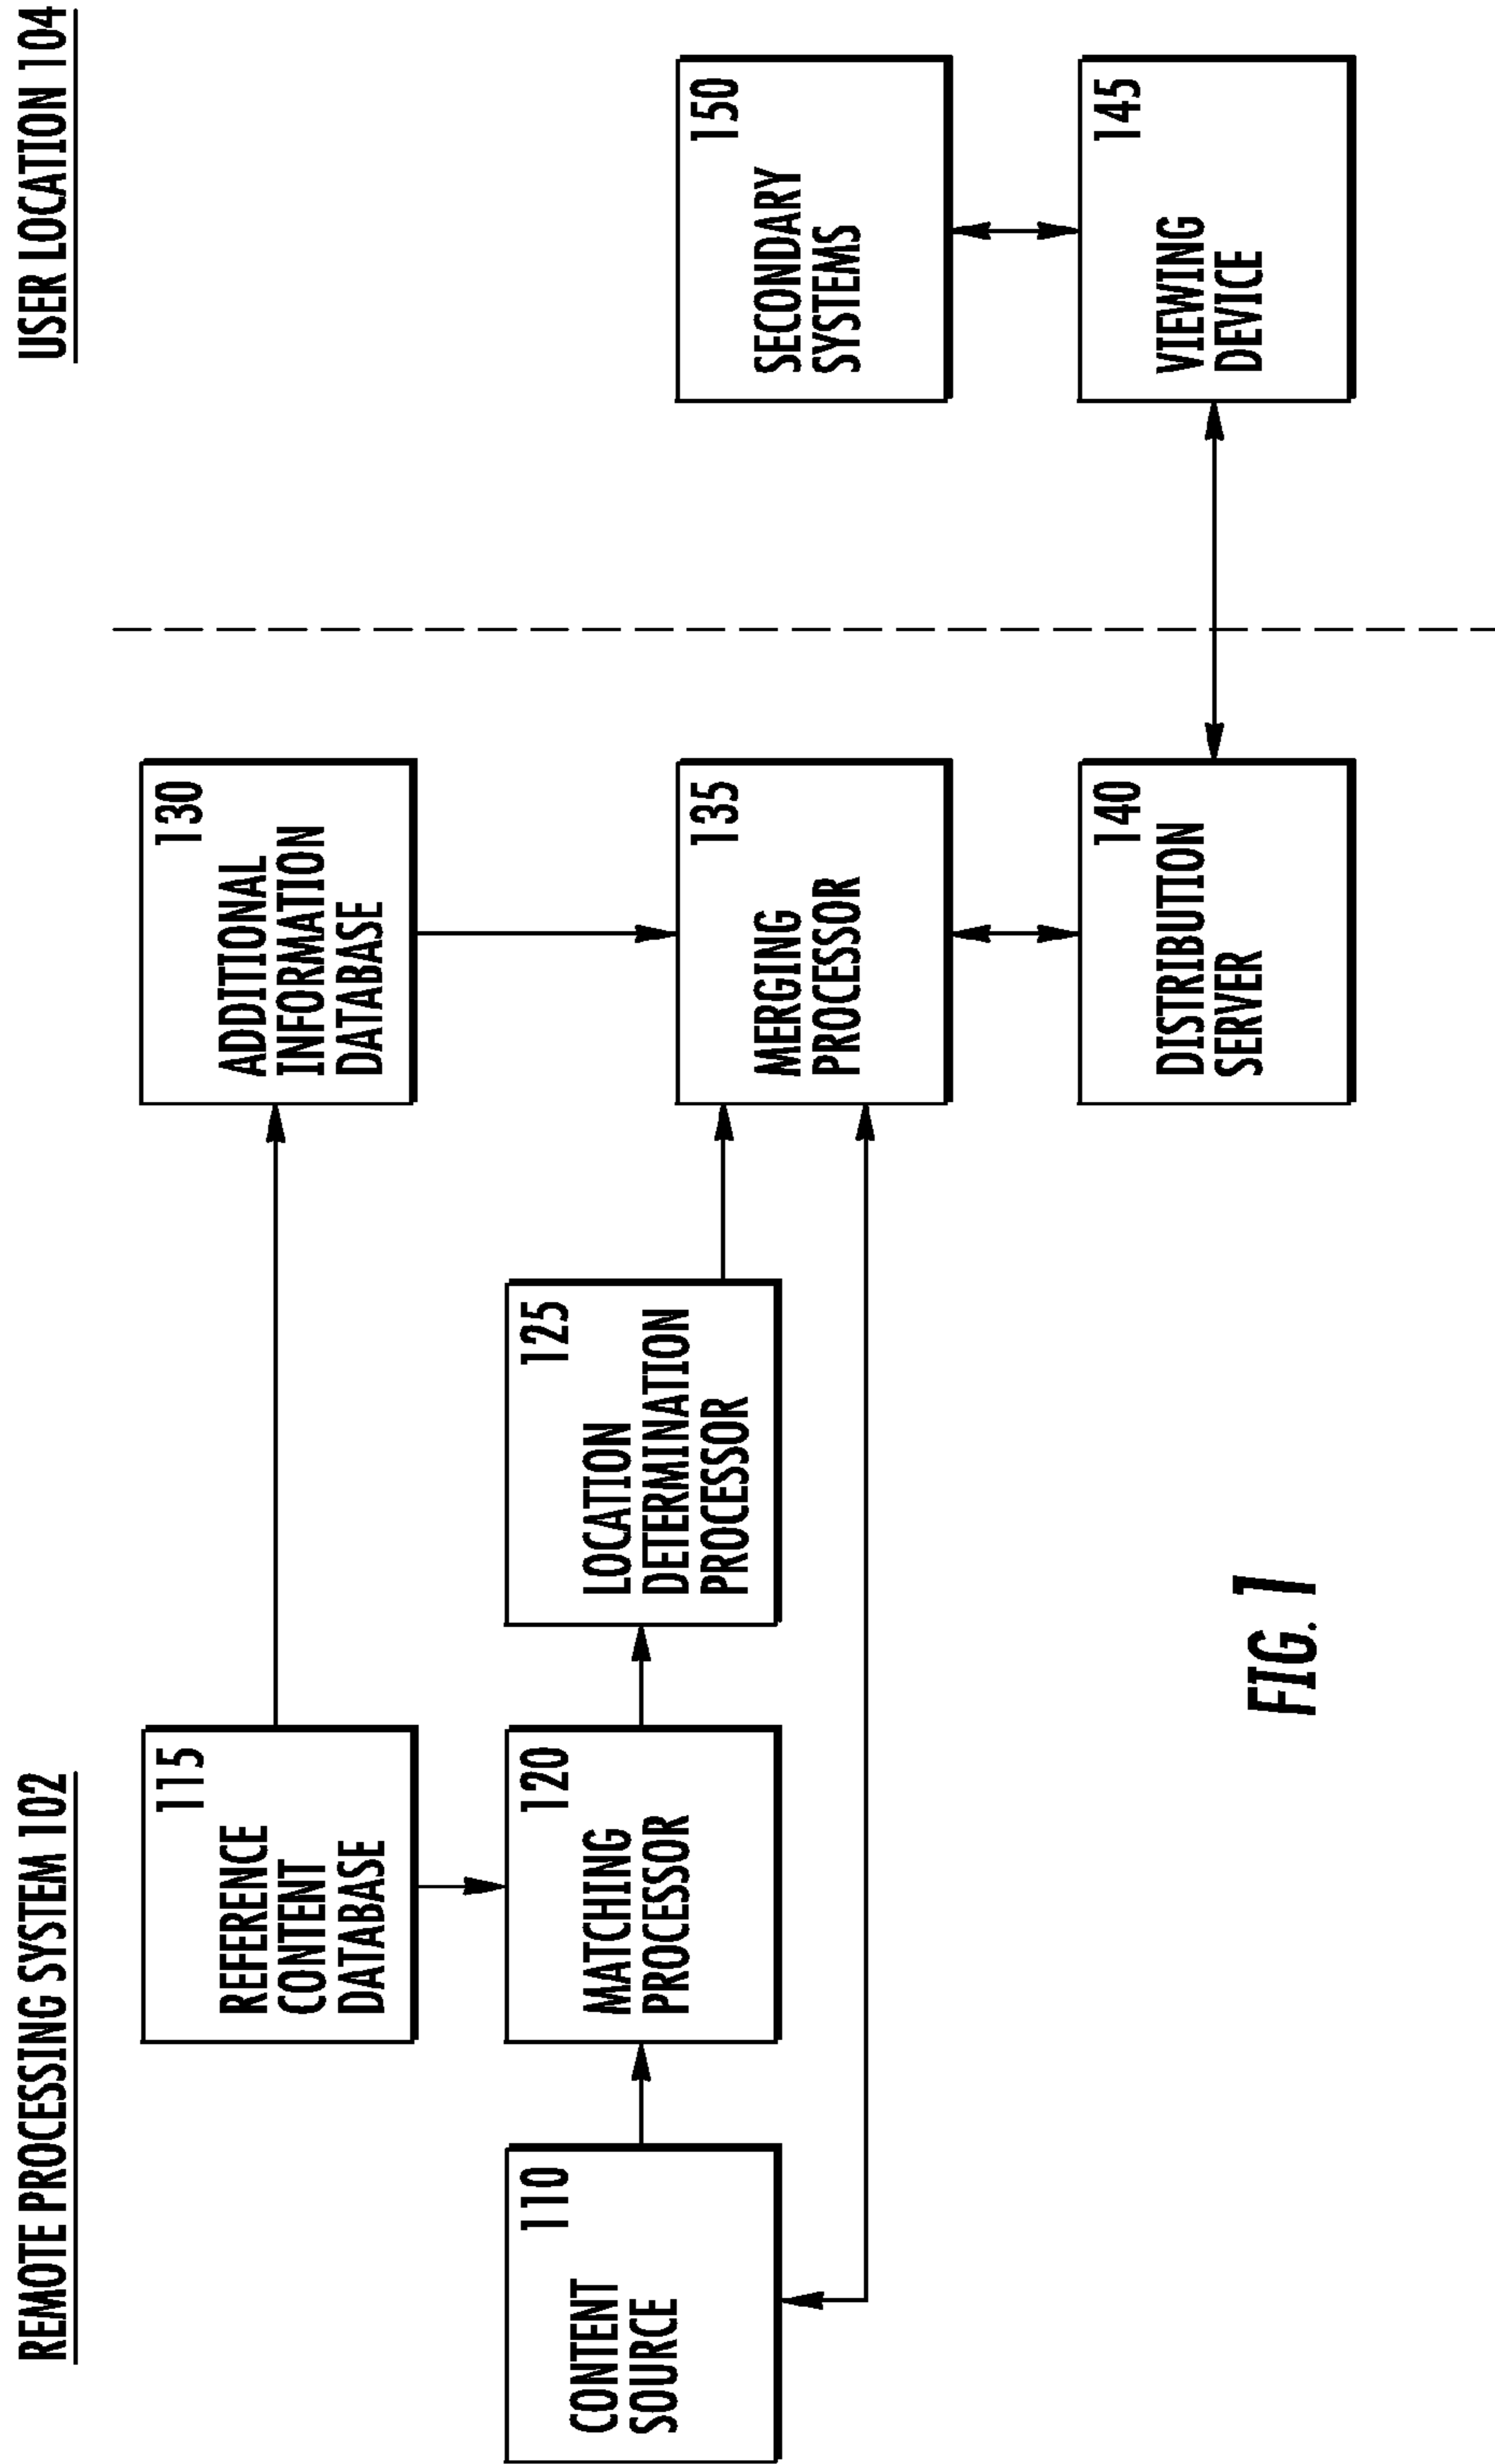 REMOTE PROCESSING SYSTEM 102
USER LOCATION 104
115
REFERENCE
CONTENT
DATABASE
130
ADDITIONAL
INFORMATION
DATABASE
110
CONTENT
SOURCE
120
MATCHING
PROCESSOR
125
LOCATION
DETERMINATION
PROCESSOR
135
MERGING
PROCESSOR
150
SECONDARY
SYSTEMS
140
DISTRIBUTION
SERVER
145
VIEWING
DEVICE
FIG. 1